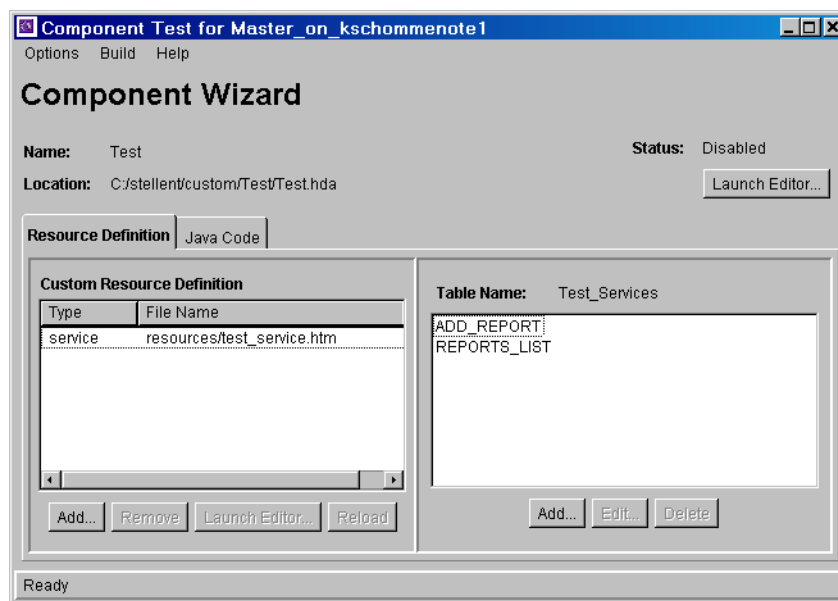 Component Test for Master_on_kschommenote1
Options Build Help
Component Wizard
Name: Test
Status: Disabled
Location: C:/stellent/custom/Test/Test.hda
Launch Editor...
Resource Definition Java Code
Custom Resource Definition
Type File Name
service resources/test_service.htm
Add... Remove Launch Editor... Reload
Table Name: Test_Services
ADD_REPORT
REPORTS_LIST
Add... Edit... Delete
Ready